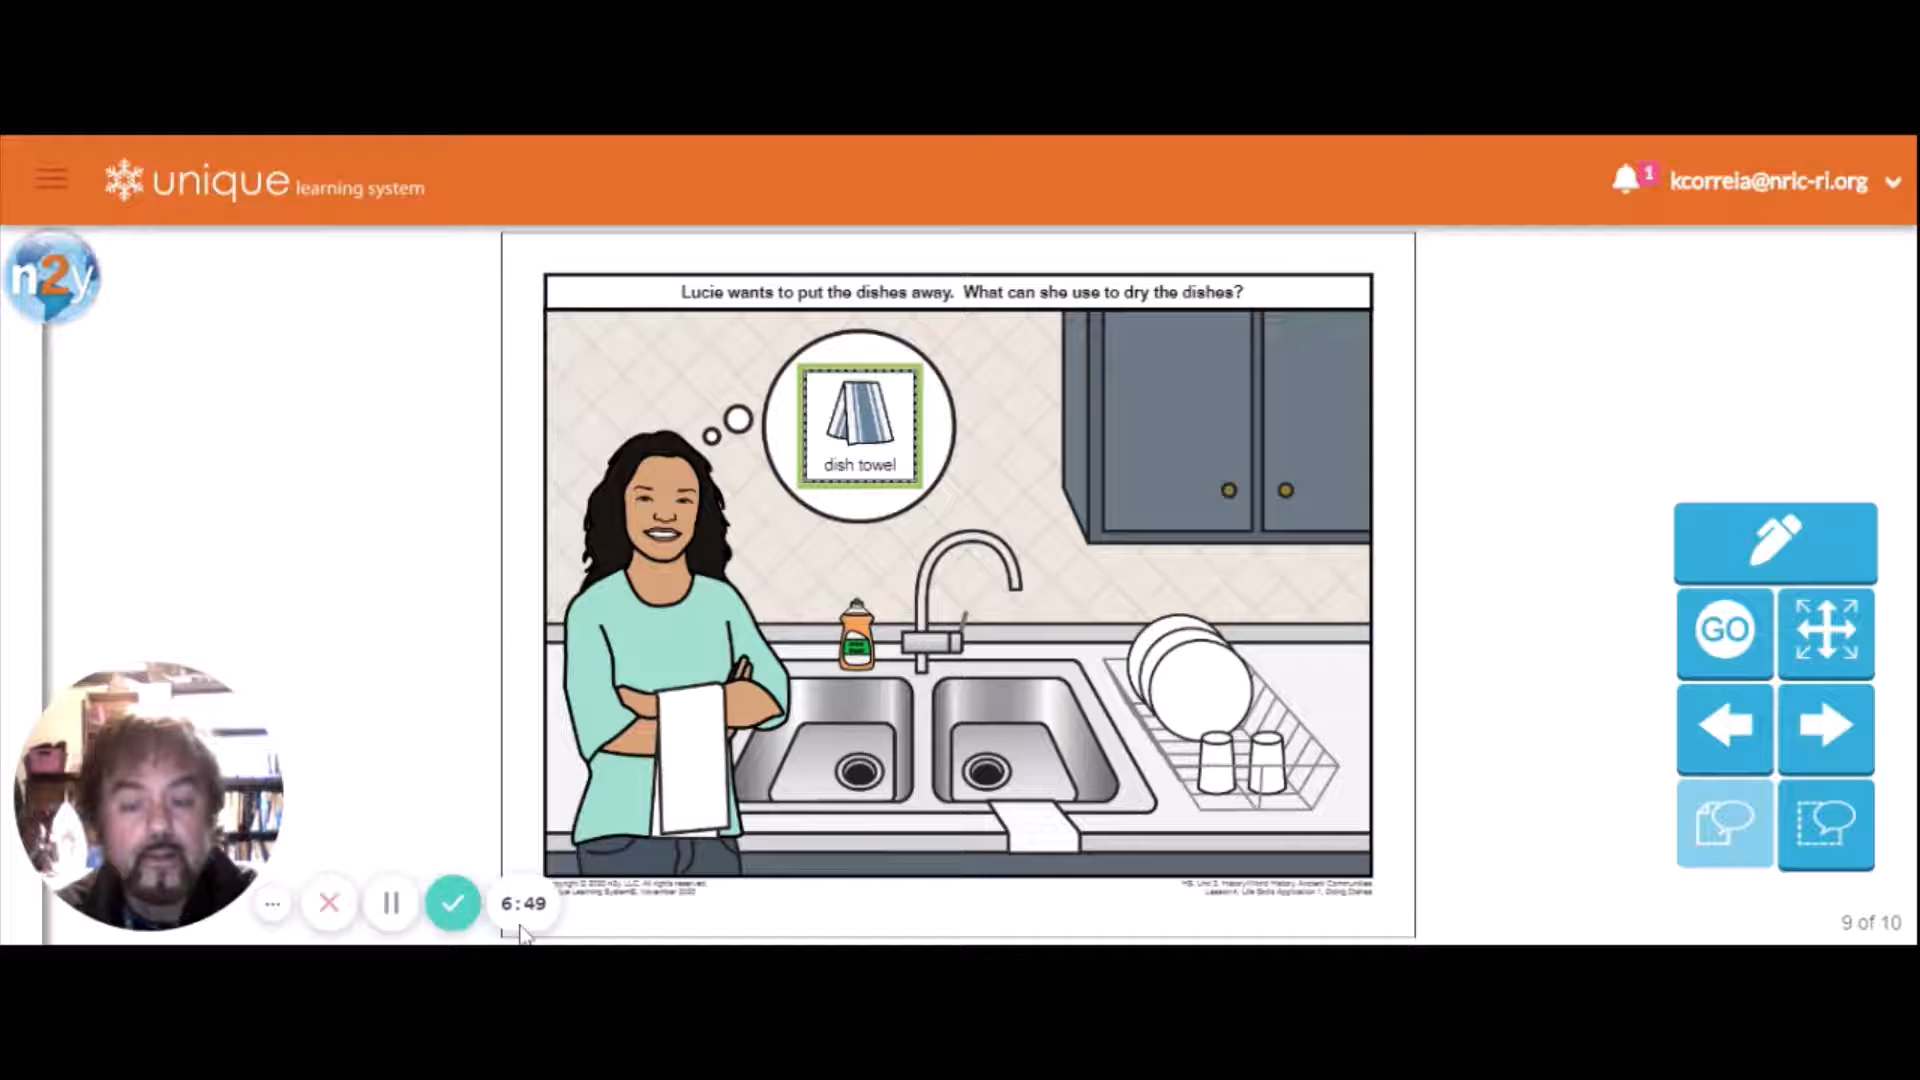 unique learning system
1
kcorreia@nric-ri.org
n2y
Lucie wants to put the dishes away. What can she use to dry the dishes?
dish towel
GO
6:49
9 of 10